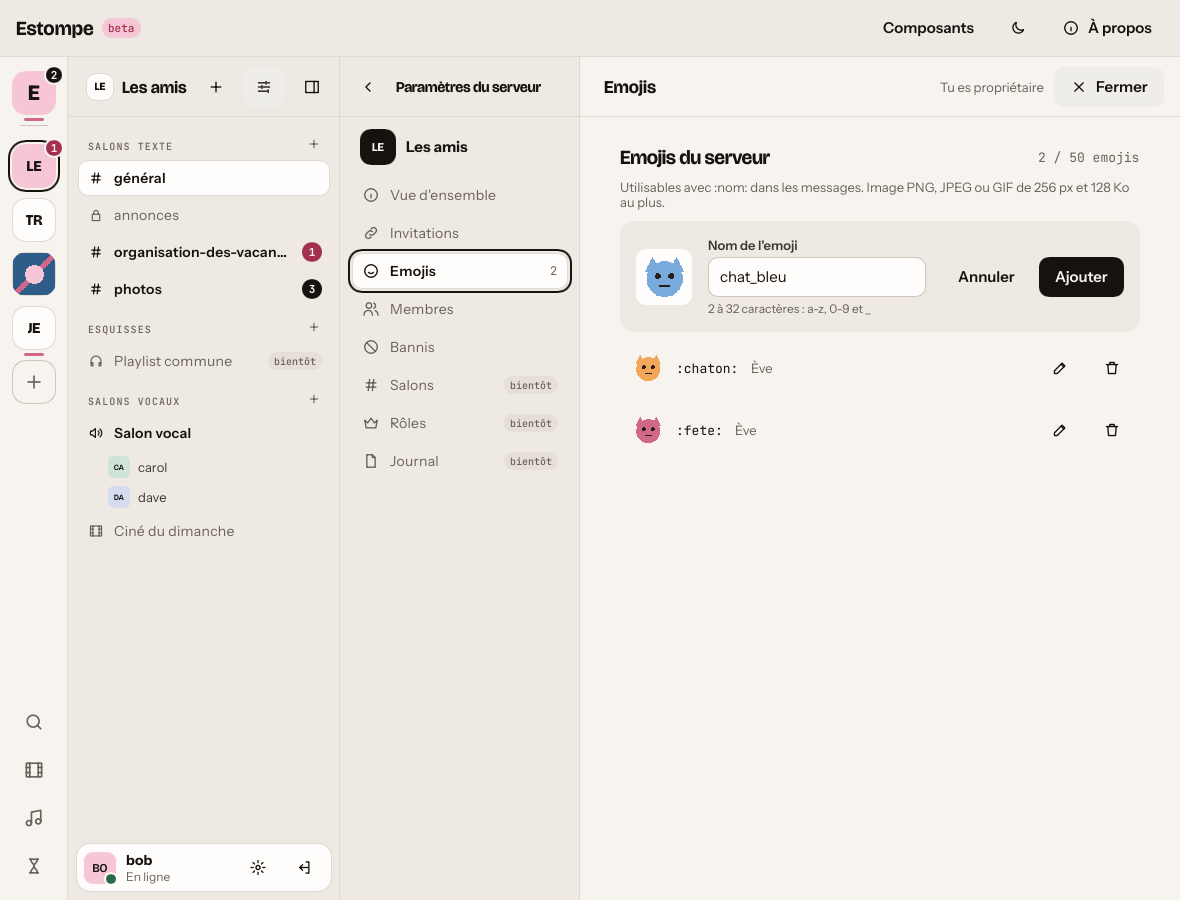 Estompe beta
Composants
À propos
E 2
LE 1
TR
JE
LE Les amis
SALONS TEXTE
# général
annonces
# organisation-des-vacan... 1
# photos 3
ESQUISSES
Playlist commune bientôt
SALONS VOCAUX
Salon vocal
CA carol
DA dave
Ciné du dimanche
BO bob
En ligne
Paramètres du serveur
LE Les amis
Vue d'ensemble
Invitations
Emojis 2
Membres
Bannis
# Salons bientôt
Rôles bientôt
Journal bientôt
Emojis
Tu es propriétaire
Fermer
Emojis du serveur
2 / 50 emojis
Utilisables avec :nom: dans les messages. Image PNG, JPEG ou GIF de 256 px et 128 Ko
au plus.
Nom de l'emoji
chat_bleu
Annuler
Ajouter
2 à 32 caractères : a-z, 0-9 et _
:chaton: Ève
:fete: Ève